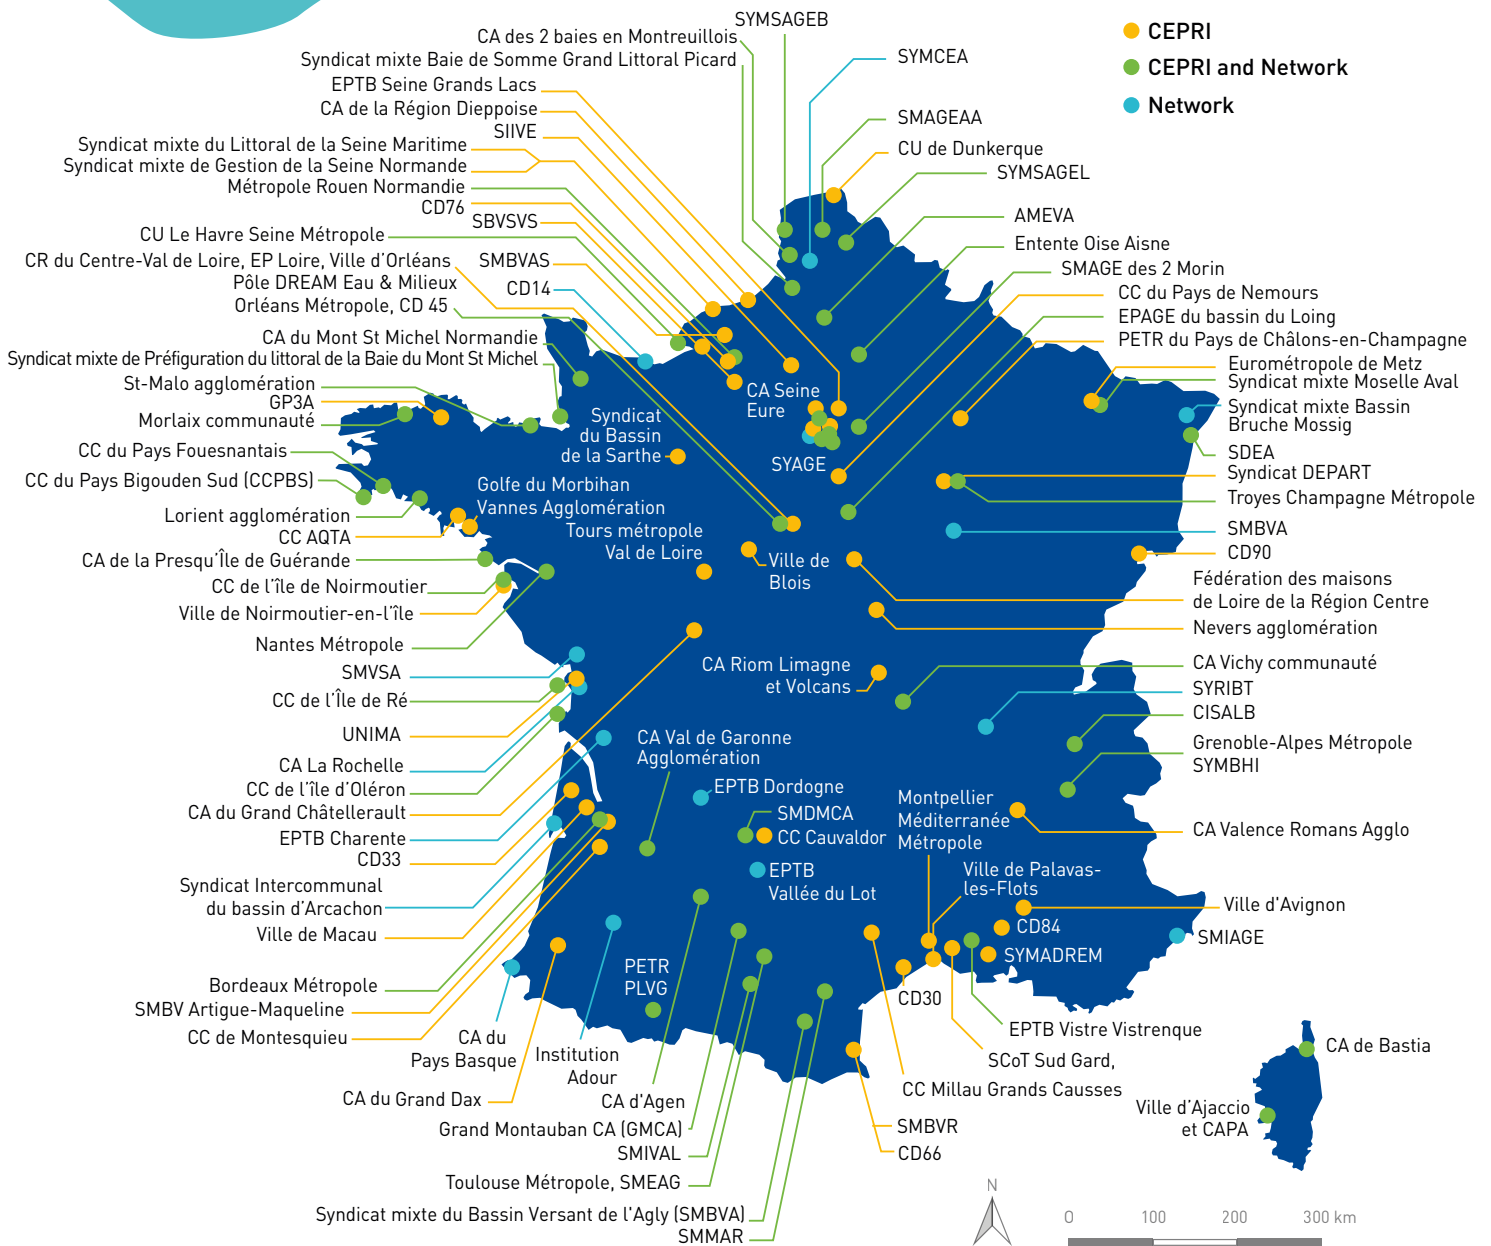 SYMSAGEB
CA des 2 baies en Montreuillois
Syndicat mixte Baie de Somme Grand Littoral Picard
EPTB Seine Grands Lacs
CA de la Région Dieppoise
SIIVE
Syndicat mixte du Littoral de la Seine Maritime
Syndicat mixte de Gestion de la Seine Normande
Métropole Rouen Normandie
CD76
SBVSVS
CU Le Havre Seine Métropole
CR du Centre-Val de Loire, EP Loire, Ville d'Orléans
SMBVAS
Pôle DREAM Eau & Milieux
Orléans Métropole, CD 45
CD14
CA du Mont St Michel Normandie
Syndicat mixte de Préfiguration du littoral de la Baie du Mont St Michel
St-Malo agglomération
GP3A
Morlaix communauté
CC du Pays Fouesnantais
CC du Pays Bigouden Sud (CCPBS)
Lorient agglomération
CC AQTA
CA de la Presqu'Île de Guérande
CC de l'île de Noirmoutier
Ville de Noirmoutier-en-l'île
Nantes Métropole
SMVSA
CC de l'Île de Ré
UNIMA
CA La Rochelle
CC de l'île d'Oléron
CA du Grand Châtellerault
EPTB Charente
CD33
Syndicat Intercommunal
du bassin d'Arcachon
Ville de Macau
Bordeaux Métropole
SMBV Artigue-Maqueline
CC de Montesquieu
CA du
Pays Basque
Institution
Adour
CA du Grand Dax
CA d'Agen
Grand Montauban CA (GMCA)
SMIVAL
Toulouse Métropole, SMEAG
Syndicat mixte du Bassin Versant de l'Agly (SMBVA)
SMMAR
CEPRI
CEPRI and Network
Network
SYMCEA
SMAGEAA
CU de Dunkerque
SYMSAGEL
AMEVA
Entente Oise Aisne
SMAGE des 2 Morin
CC du Pays de Nemours
EPAGE du bassin du Loing
PETR du Pays de Châlons-en-Champagne
Eurométropole de Metz
Syndicat mixte Moselle Aval
Syndicat mixte Bassin
Bruche Mossig
SDEA
Syndicat DEPART
Troyes Champagne Métropole
SMBVA
CD90
Fédération des maisons
de Loire de la Région Centre
Nevers agglomération
CA Vichy communauté
SYRIBT
CISALB
Grenoble-Alpes Métropole
SYMBHI
CA Valence Romans Agglo
Ville d'Avignon
SMIAGE
CA Seine
Eure
Syndicat
du Bassin
de la Sarthe
SYAGE
Golfe du Morbihan
Vannes Agglomération
Tours métropole
Val de Loire
Ville de
Blois
CA Riom Limagne
et Volcans
CA Val de Garonne
Agglomération
EPTB Dordogne
SMDMCA
CC Cauvaldor
EPTB
Vallée du Lot
Montpellier
Méditerranée
Métropole
Ville de Palavas-
les-Flots
CD84
SYMADREM
PETR
PLVG
CD30
EPTB Vistre Vistrenque
SCoT Sud Gard,
CC Millau Grands Causses
SMBVR
CD66
CA de Bastia
Ville d'Ajaccio
et CAPA
N
0 100 200 300 km